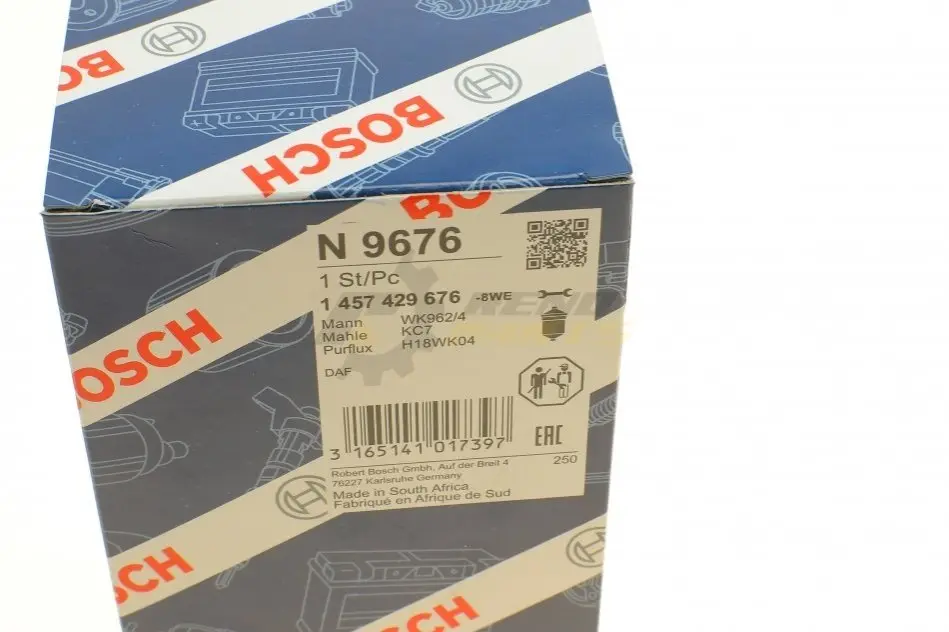 BOSCH
BOSCH
BO
N 9676
1 St/Pc
1 457 429 676 -8WE
Mann WK962/4
Mahle KC7
Purflux H18WK04
DAF
3 165141 017397
EAC
Robert Bosch Gmbh, Auf der Breit 4
76227 Karlsruhe Germany
250
Made in South Africa
Fabriqué en Afrique de Sud
BOSCH
BOSCH
BOSCH